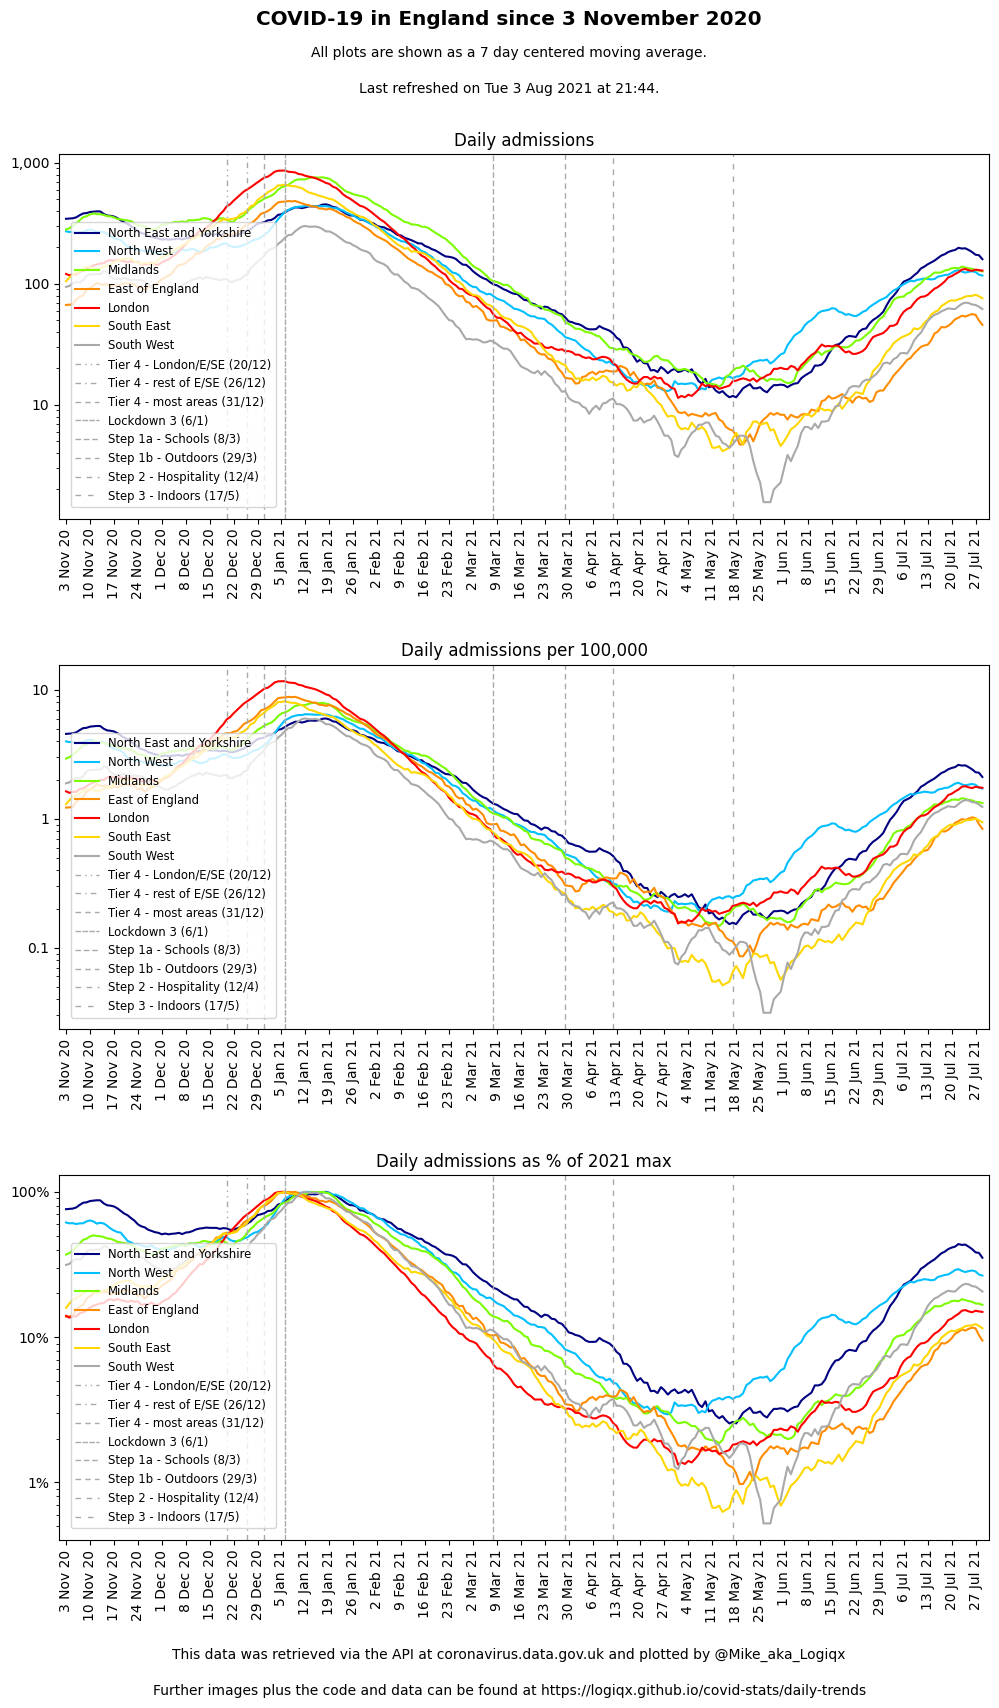 COVID-19 in England since 3 November 2020
All plots are shown as a 7 day centered moving average.
Last refreshed on Tue 3 Aug 2021 at 21:44.
Daily admissions
1,000
100
10
North East and Yorkshire
North West
Midlands
East of England
London
South East
South West
Tier 4 - London/E/SE (20/12)
Tier 4 - rest of E/SE (26/12)
Tier 4 - most areas (31/12)
Lockdown 3 (6/1)
Step 1a - Schools (8/3)
Step 1b - Outdoors (29/3)
Step 2 - Hospitality (12/4)
Step 3 - Indoors (17/5)
3 Nov 20
10 Nov 20
17 Nov 20
24 Nov 20
1 Dec 20
8 Dec 20
15 Dec 20
22 Dec 20
29 Dec 20
5 Jan 21
12 Jan 21
19 Jan 21
26 Jan 21
2 Feb 21
9 Feb 21
16 Feb 21
23 Feb 21
2 Mar 21
9 Mar 21
16 Mar 21
23 Mar 21
30 Mar 21
6 Apr 21
13 Apr 21
20 Apr 21
27 Apr 21
4 May 21
11 May 21
18 May 21
25 May 21
1 Jun 21
8 Jun 21
15 Jun 21
22 Jun 21
29 Jun 21
6 Jul 21
13 Jul 21
20 Jul 21
27 Jul 21
Daily admissions per 100,000
10
1
0.1
North East and Yorkshire
North West
Midlands
East of England
London
South East
South West
Tier 4 - London/E/SE (20/12)
Tier 4 - rest of E/SE (26/12)
Tier 4 - most areas (31/12)
Lockdown 3 (6/1)
Step 1a - Schools (8/3)
Step 1b - Outdoors (29/3)
Step 2 - Hospitality (12/4)
Step 3 - Indoors (17/5)
3 Nov 20
10 Nov 20
17 Nov 20
24 Nov 20
1 Dec 20
8 Dec 20
15 Dec 20
22 Dec 20
29 Dec 20
5 Jan 21
12 Jan 21
19 Jan 21
26 Jan 21
2 Feb 21
9 Feb 21
16 Feb 21
23 Feb 21
2 Mar 21
9 Mar 21
16 Mar 21
23 Mar 21
30 Mar 21
6 Apr 21
13 Apr 21
20 Apr 21
27 Apr 21
4 May 21
11 May 21
18 May 21
25 May 21
1 Jun 21
8 Jun 21
15 Jun 21
22 Jun 21
29 Jun 21
6 Jul 21
13 Jul 21
20 Jul 21
27 Jul 21
Daily admissions as % of 2021 max
100%
10%
1%
North East and Yorkshire
North West
Midlands
East of England
London
South East
South West
Tier 4 - London/E/SE (20/12)
Tier 4 - rest of E/SE (26/12)
Tier 4 - most areas (31/12)
Lockdown 3 (6/1)
Step 1a - Schools (8/3)
Step 1b - Outdoors (29/3)
Step 2 - Hospitality (12/4)
Step 3 - Indoors (17/5)
3 Nov 20
10 Nov 20
17 Nov 20
24 Nov 20
1 Dec 20
8 Dec 20
15 Dec 20
22 Dec 20
29 Dec 20
5 Jan 21
12 Jan 21
19 Jan 21
26 Jan 21
2 Feb 21
9 Feb 21
16 Feb 21
23 Feb 21
2 Mar 21
9 Mar 21
16 Mar 21
23 Mar 21
30 Mar 21
6 Apr 21
13 Apr 21
20 Apr 21
27 Apr 21
4 May 21
11 May 21
18 May 21
25 May 21
1 Jun 21
8 Jun 21
15 Jun 21
22 Jun 21
29 Jun 21
6 Jul 21
13 Jul 21
20 Jul 21
27 Jul 21
This data was retrieved via the API at coronavirus.data.gov.uk and plotted by @Mike_aka_Logiqx
Further images plus the code and data can be found at https://logiqx.github.io/covid-stats/daily-trends